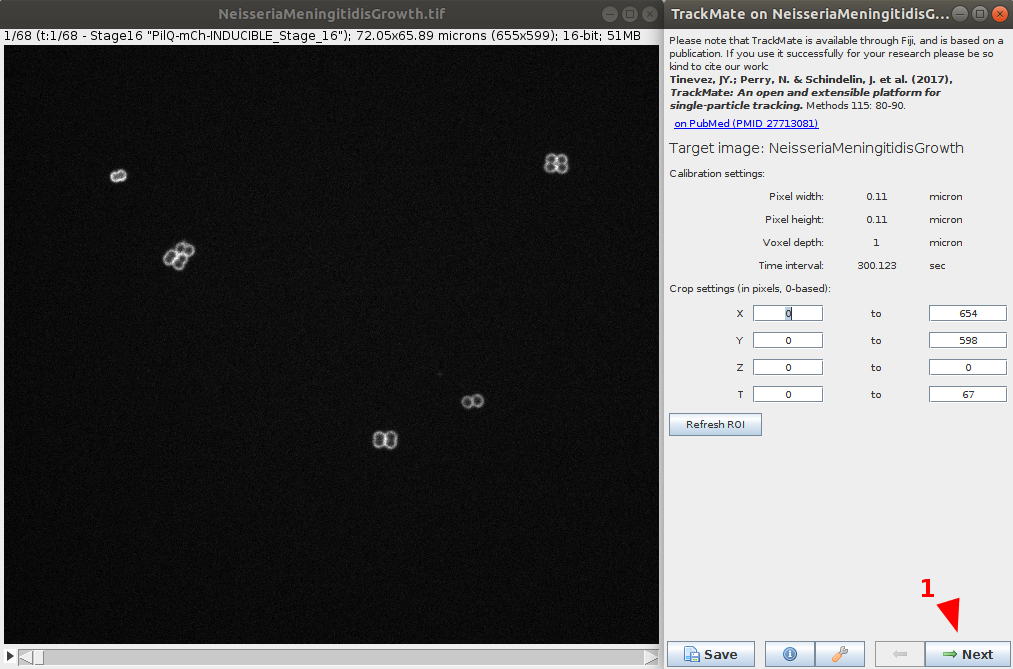 NeisseriaMeningitidisGrowth.tif
1/68 (t:1/68 - Stage16 "PilQ-mCh-INDUCIBLE_Stage_16"); 72.05x65.89 microns (655x599); 16-bit; 51MB
TrackMate on NeisseriaMeningitidisG...
Please note that TrackMate is available through Fiji, and is based on a
publication. If you use it successfully for your research please be so
kind to cite our work:
Tinevez, JY.; Perry, N. & Schindelin, J. et al. (2017),
TrackMate: An open and extensible platform for
single-particle tracking. Methods 115: 80-90.
on PubMed (PMID 27713081)
Target image: NeisseriaMeningitidisGrowth
Calibration settings:
Pixel width: 0.11 micron
Pixel height: 0.11 micron
Voxel depth: 1 micron
Time interval: 300.123 sec
Crop settings (in pixels, 0-based):
X 0 to 654
Y 0 to 598
Z 0 to 0
T 0 to 67
Refresh ROI
1
Save Next